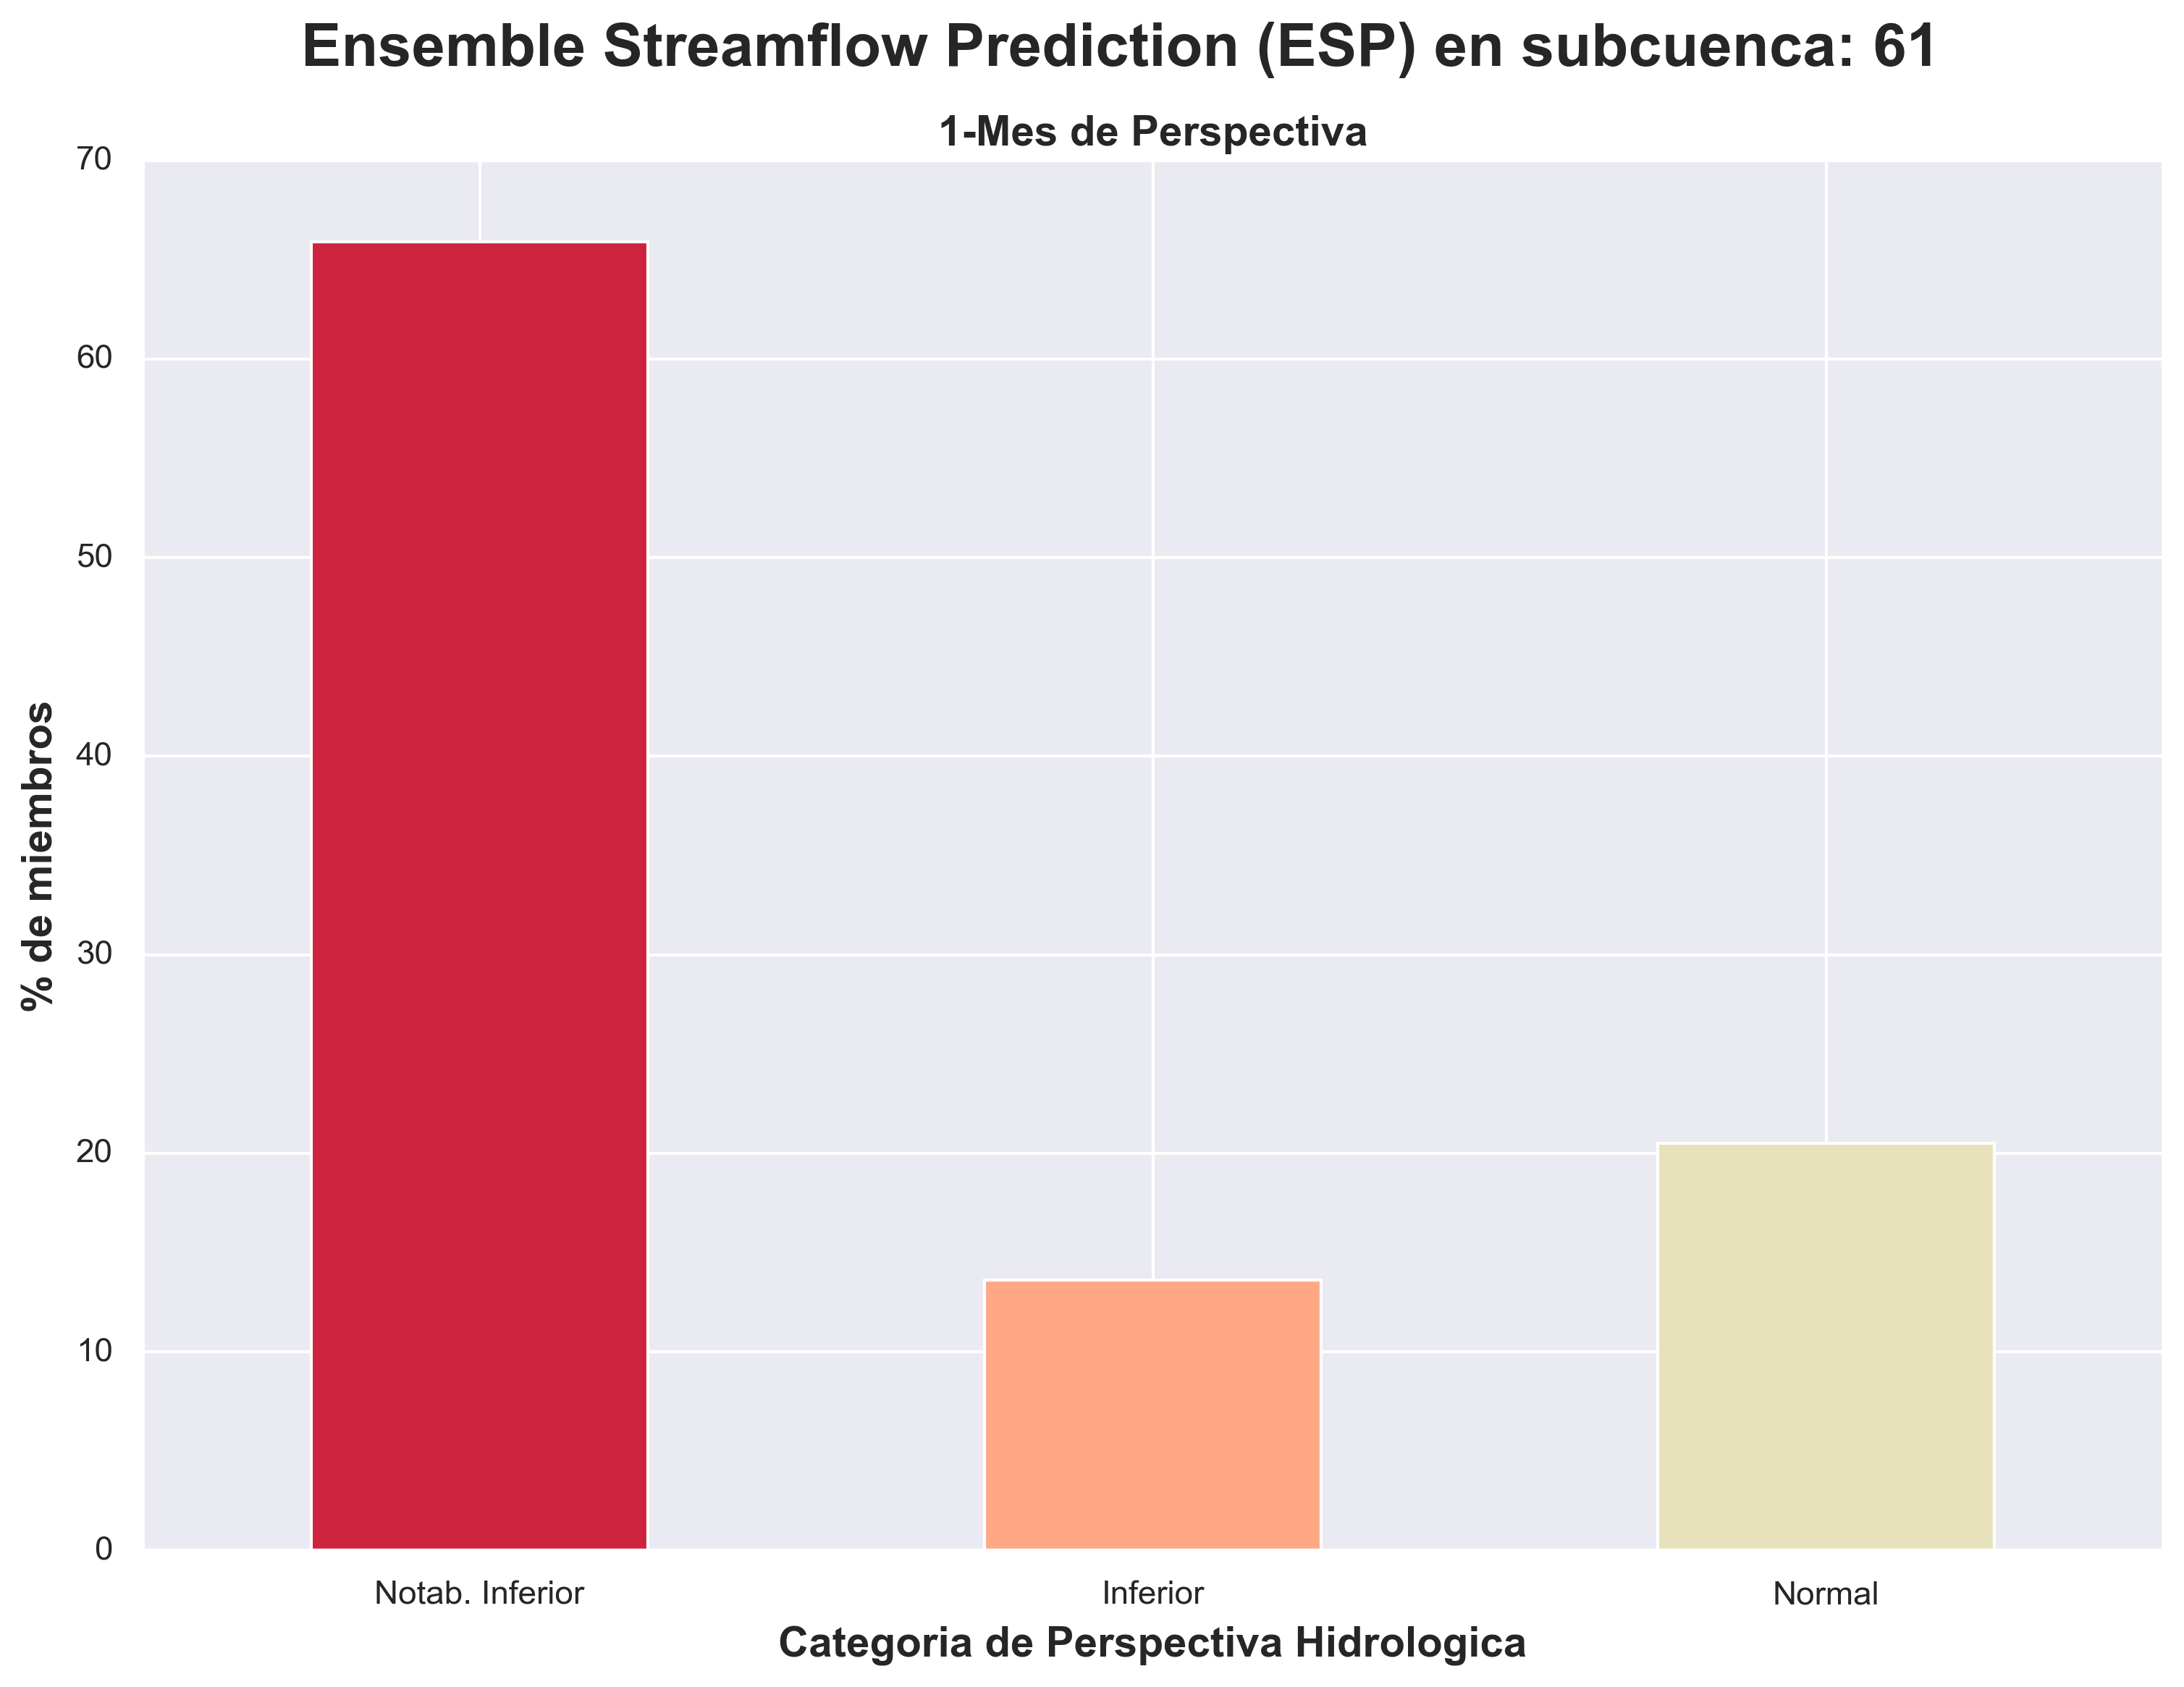 Ensemble Streamflow Prediction (ESP) en subcuenca: 61
1-Mes de Perspectiva
70
60
50
40
30
20
10
0
% de miembros
Notab. Inferior
Inferior
Normal
Categoria de Perspectiva Hidrologica